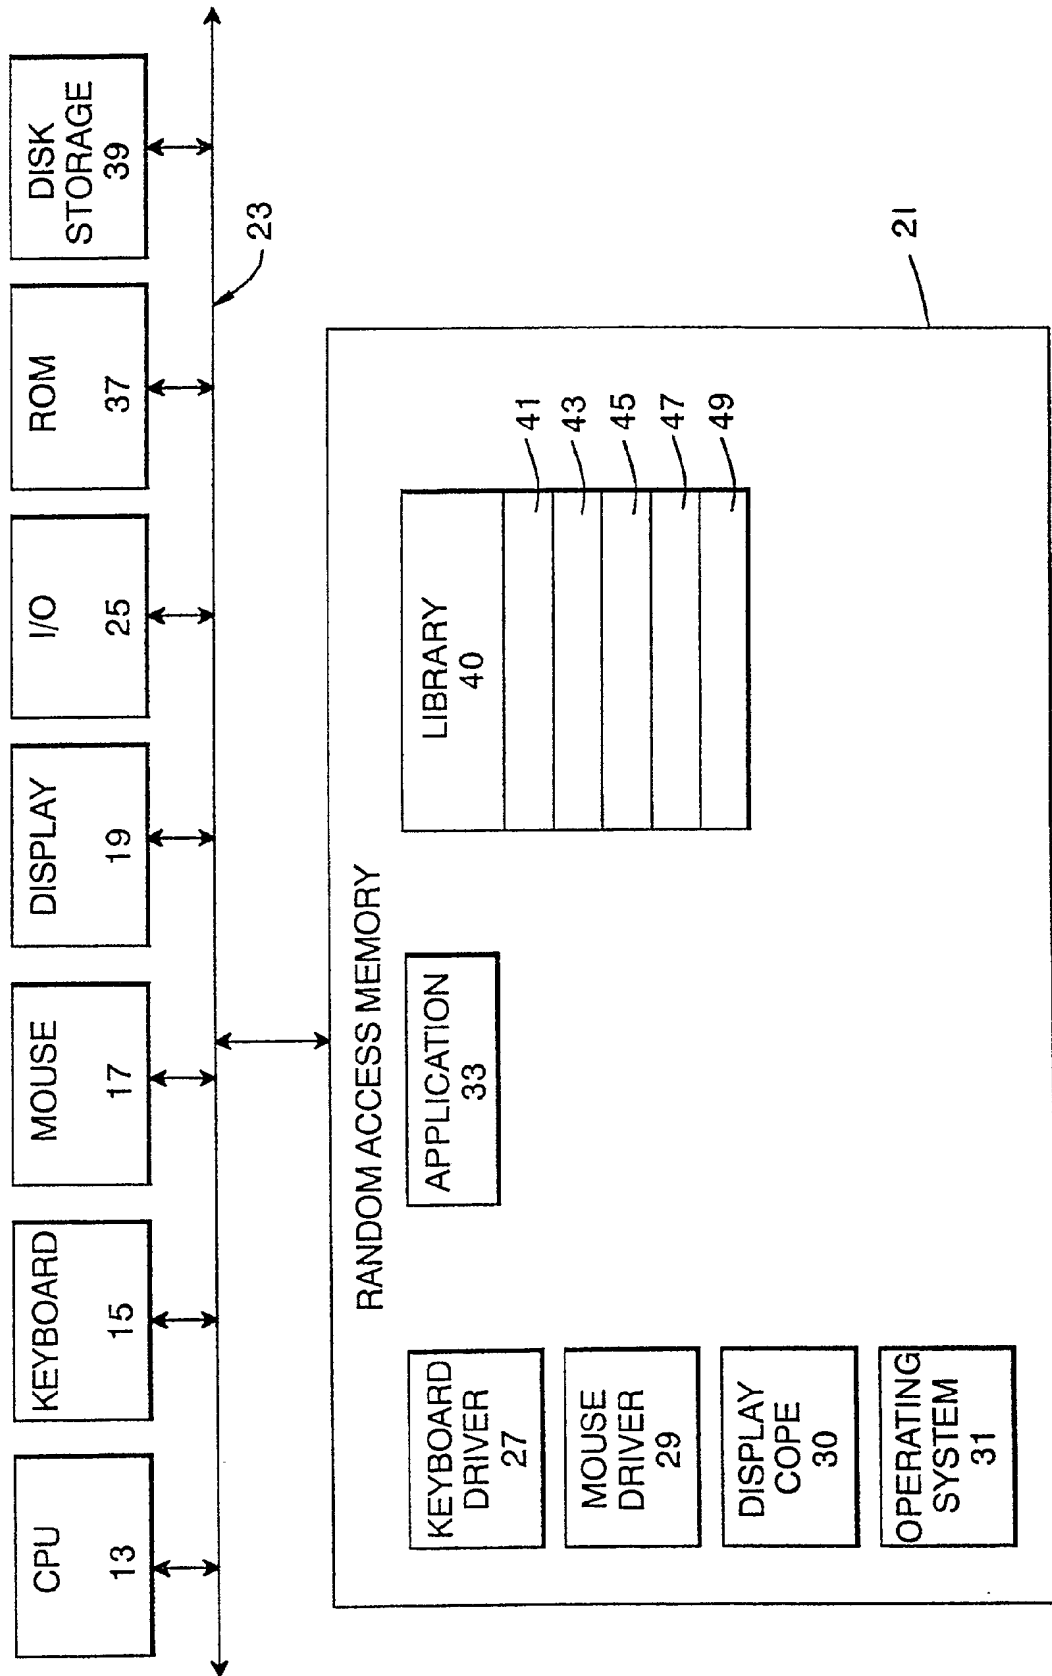 CPU
13
KEYBOARD
15
MOUSE
17
DISPLAY
19
I/O
25
ROM
37
DISK
STORAGE
39
23
RANDOM ACCESS MEMORY
21
KEYBOARD
DRIVER
27
MOUSE
DRIVER
29
DISPLAY
COPE
30
OPERATING
SYSTEM
31
APPLICATION
33
LIBRARY
40
41
43
45
47
49